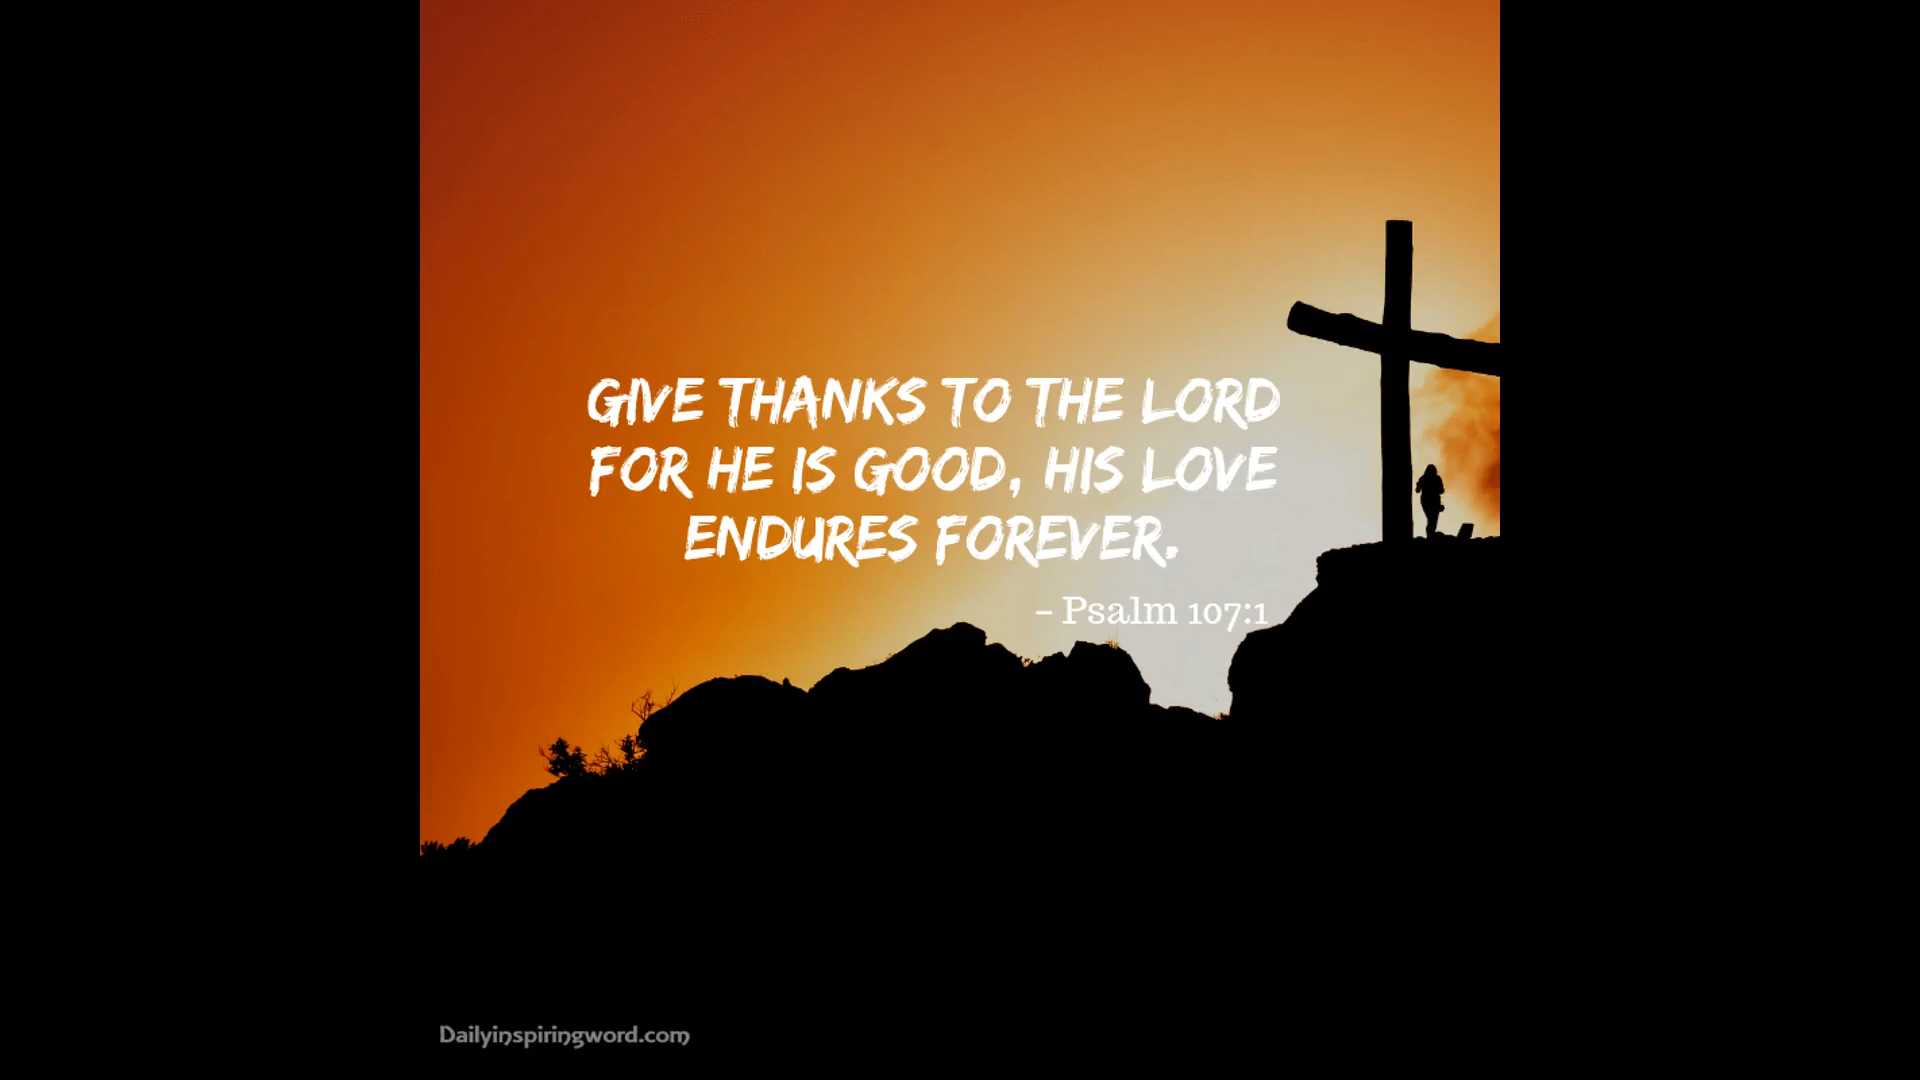 GIVE THANKS TO THE LORD
FOR HE IS GOOD, HIS LOVE
ENDURES FOREVER.
– Psalm 107:1
Dailyinspiringword.com